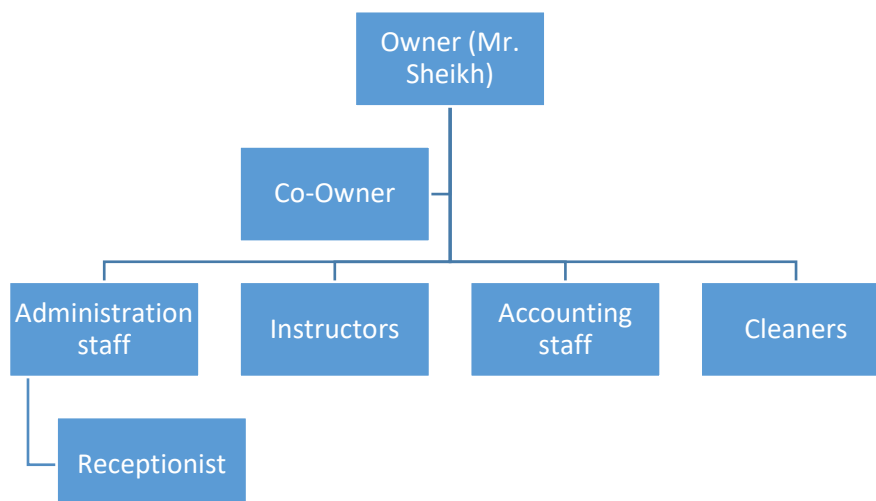 Owner (Mr.
Sheikh)
Co-Owner
Administration
staff
Instructors
Accounting
staff
Cleaners
Receptionist